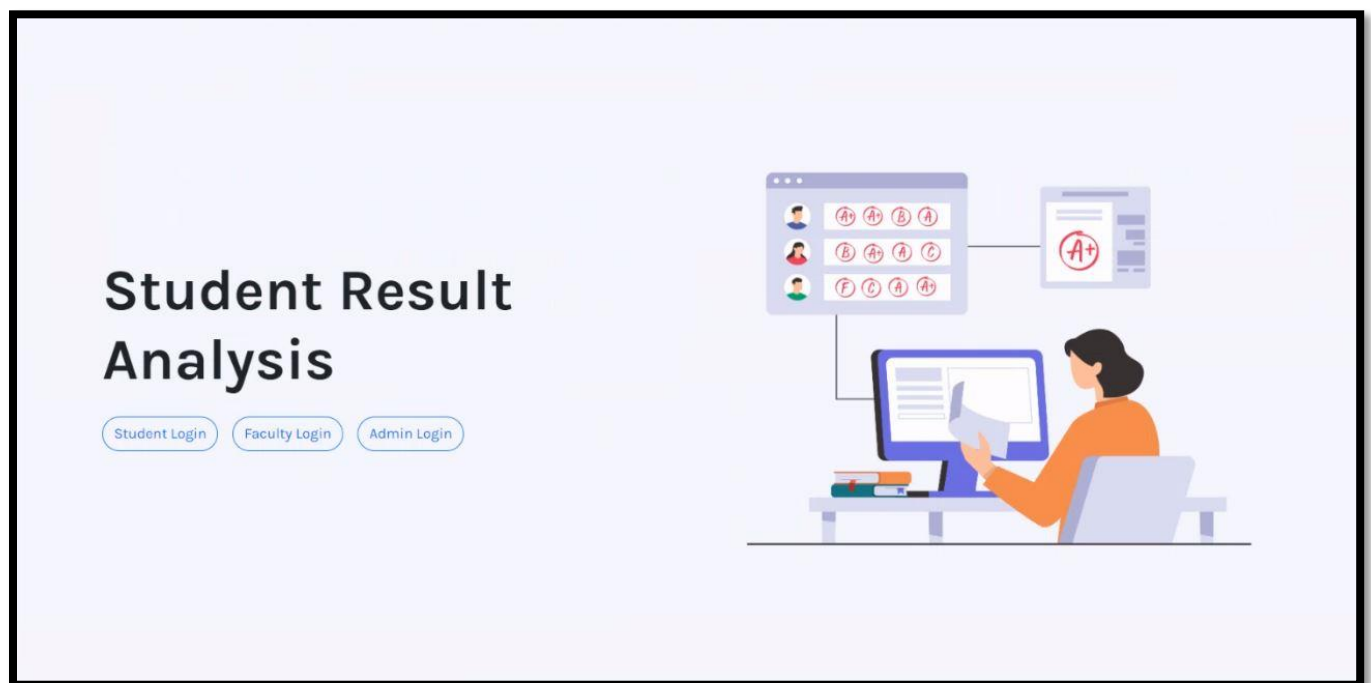 Student Result
Analysis
Student Login Faculty Login Admin Login
A+ A+ B A
B A+ A C
F C A A+
A+